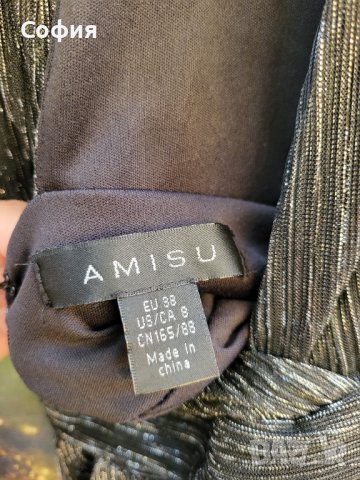 София
AMISU
EU 38
US/CA 8
CN165/88
Made in
china